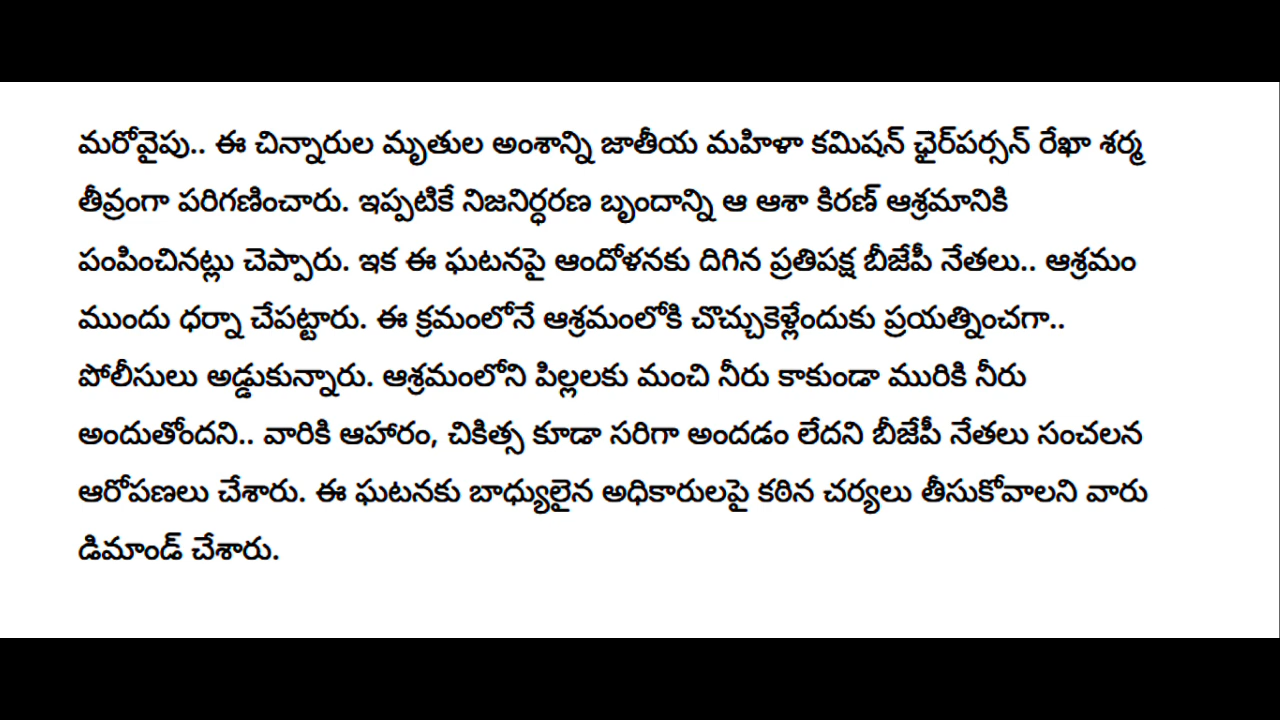 మరోవైపు.. ఈ చిన్నారుల మృతుల అంశాన్ని జాతీయ మహిళా కమిషన్ ఛైర్‌పర్సన్ రేఖా శర్మ
తీవ్రంగా పరిగణించారు. ఇప్పటికే నిజనిర్ధరణ బృందాన్ని ఆ ఆశా కిరణ్ ఆశ్రమానికి
పంపించినట్లు చెప్పారు. ఇక ఈ ఘటనపై ఆందోళనకు దిగిన ప్రతిపక్ష బీజేపీ నేతలు.. ఆశ్రమం
ముందు ధర్నా చేపట్టారు. ఈ క్రమంలోనే ఆశ్రమంలోకి చొచ్చుకెళ్లేందుకు ప్రయత్నించగా..
పోలీసులు అడ్డుకున్నారు. ఆశ్రమంలోని పిల్లలకు మంచి నీరు కాకుండా మురికి నీరు
అందుతోందని.. వారికి ఆహారం, చికిత్స కూడా సరిగా అందడం లేదని బీజేపీ నేతలు సంచలన
ఆరోపణలు చేశారు. ఈ ఘటనకు బాధ్యులైన అధికారులపై కఠిన చర్యలు తీసుకోవాలని వారు
డిమాండ్ చేశారు.